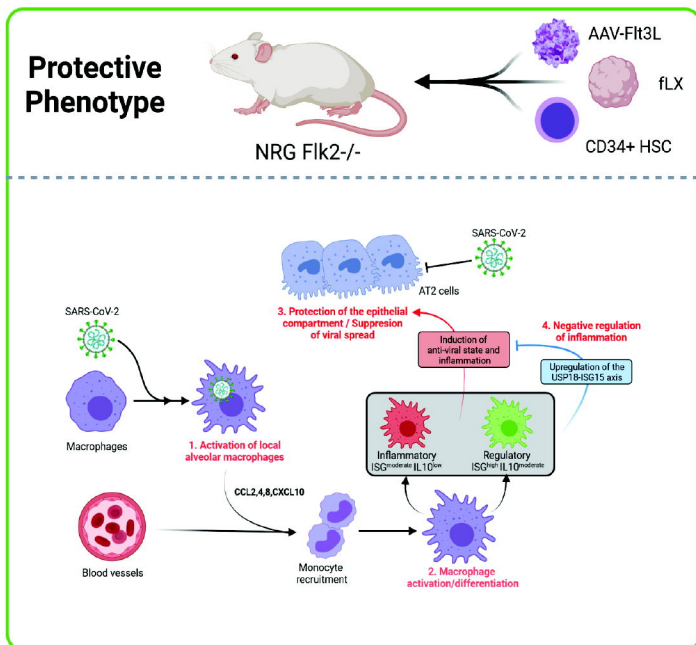 Protective
Phenotype
NRG Flk2-/-
AAV-Flt3L
fLX
CD34+ HSC
SARS-CoV-2
AT2 cells
3. Protection of the epithelial
compartment / Suppresion
of viral spread
4. Negative regulation
of inflammation
Induction of
anti-viral state and
inflammation
Upregulation of the
USP18-ISG15 axis
SARS-CoV-2
Macrophages
1. Activation of local
alveolar macrophages
Inflammatory
ISGmoderate IL10low
Regulatory
ISGhigh IL10moderate
CCL2,4,8,CXCL10
Blood vessels
Monocyte
recruitment
2. Macrophage
activation/differentiation